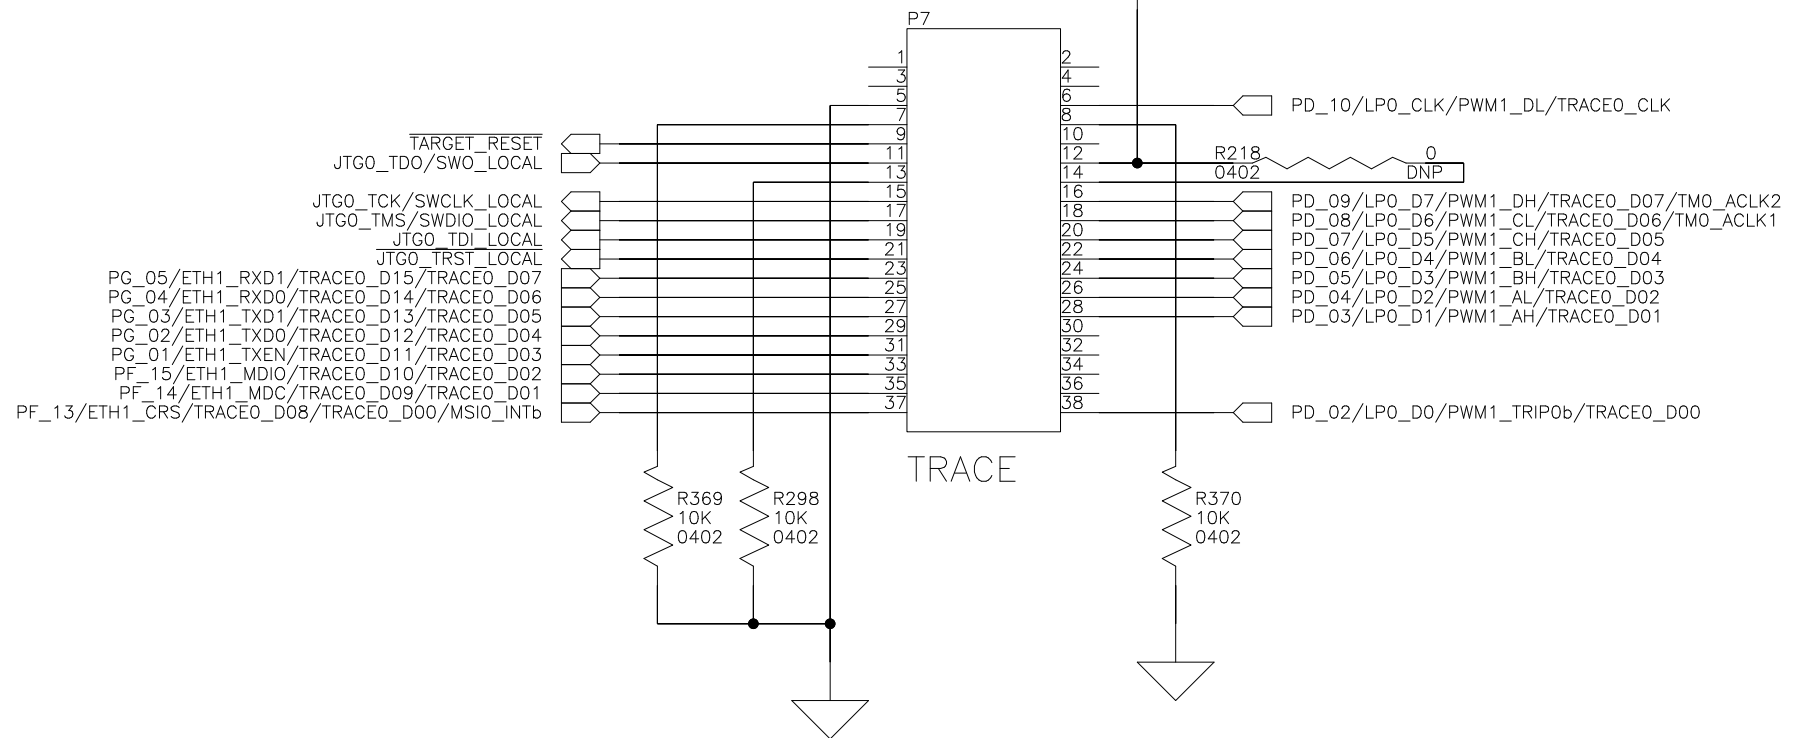 P7
1 2
3 4
5 6 PD_10/LP0_CLK/PWM1_DL/TRACE0_CLK
7 8
TARGET_RESET 9 10
JTG0_TDO/SWO_LOCAL 11 12 R218 0
13 14 0402 DNP
JTG0_TCK/SWCLK_LOCAL 15 16 PD_09/LP0_D7/PWM1_DH/TRACE0_D07/TM0_ACLK2
JTG0_TMS/SWDIO_LOCAL 17 18 PD_08/LP0_D6/PWM1_CL/TRACE0_D06/TM0_ACLK1
JTG0_TDI_LOCAL 19 20 PD_07/LP0_D5/PWM1_CH/TRACE0_D05
JTG0_TRST_LOCAL 21 22 PD_06/LP0_D4/PWM1_BL/TRACE0_D04
PG_05/ETH1_RXD1/TRACE0_D15/TRACE0_D07 23 24 PD_05/LP0_D3/PWM1_BH/TRACE0_D03
PG_04/ETH1_RXD0/TRACE0_D14/TRACE0_D06 25 26 PD_04/LP0_D2/PWM1_AL/TRACE0_D02
PG_03/ETH1_TXD1/TRACE0_D13/TRACE0_D05 27 28 PD_03/LP0_D1/PWM1_AH/TRACE0_D01
PG_02/ETH1_TXD0/TRACE0_D12/TRACE0_D04 29 30
PG_01/ETH1_TXEN/TRACE0_D11/TRACE0_D03 31 32
PF_15/ETH1_MDIO/TRACE0_D10/TRACE0_D02 33 34
PF_14/ETH1_MDC/TRACE0_D09/TRACE0_D01 35 36
PF_13/ETH1_CRS/TRACE0_D08/TRACE0_D00/MSI0_INTb 37 38 PD_02/LP0_D0/PWM1_TRIP0b/TRACE0_D00
TRACE
R369 R298 R370
10K 10K 10K
0402 0402 0402